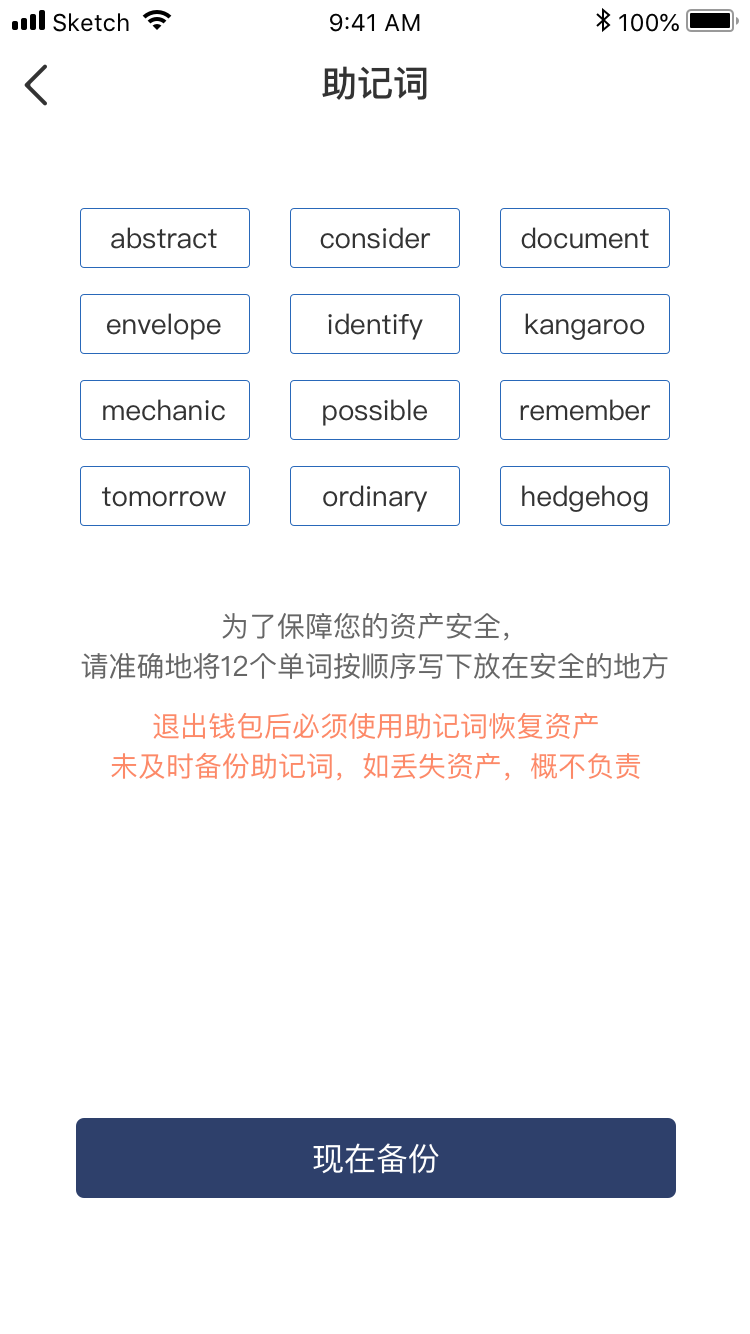 Sketch 9:41 AM 100%
助记词
abstract consider document
envelope identify kangaroo
mechanic possible remember
tomorrow ordinary hedgehog
为了保障您的资产安全，
请准确地将12个单词按顺序写下放在安全的地方
退出钱包后必须使用助记词恢复资产
未及时备份助记词，如丢失资产，概不负责
现在备份